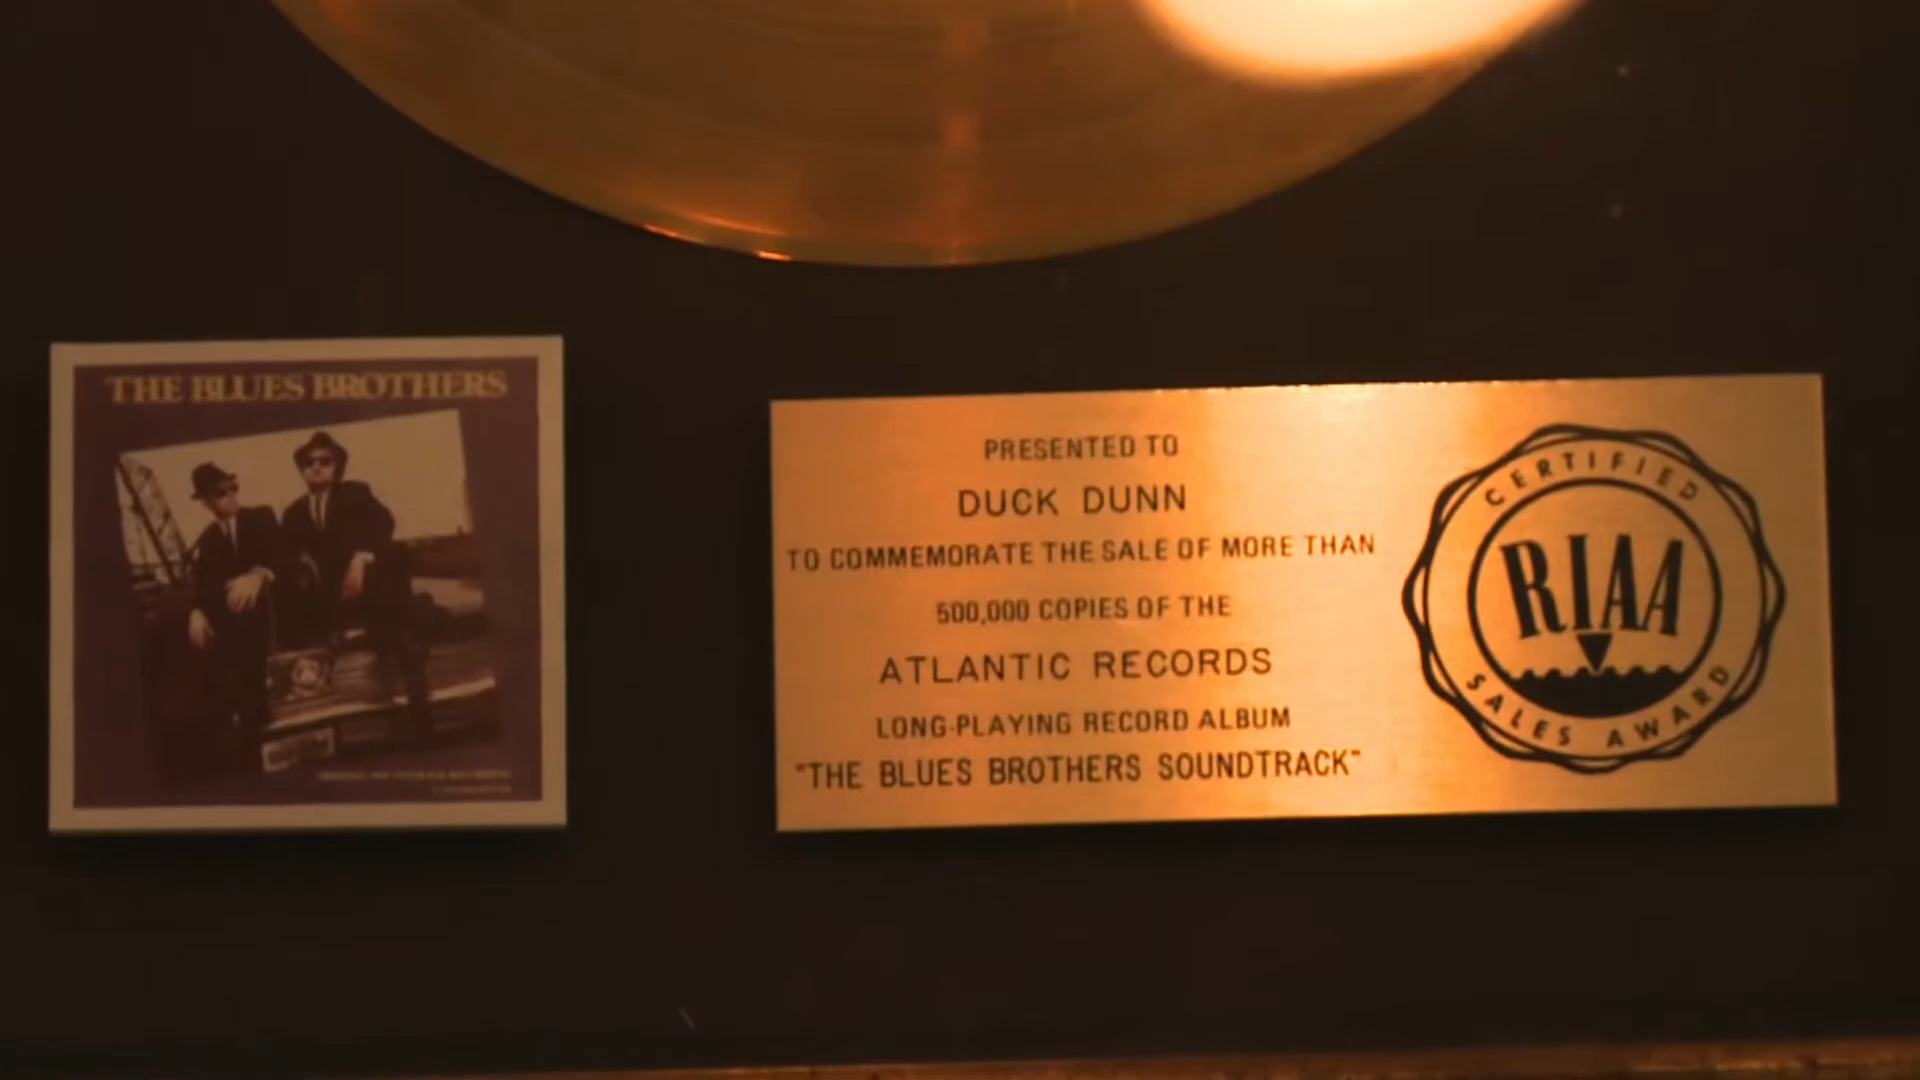 THE BLUES BROTHERS
PRESENTED TO
DUCK DUNN
TO COMMEMORATE THE SALE OF MORE THAN
500,000 COPIES OF THE
ATLANTIC RECORDS
LONG-PLAYING RECORD ALBUM
"THE BLUES BROTHERS SOUNDTRACK"
CERTIFIED
RIAA
SALES AWARD